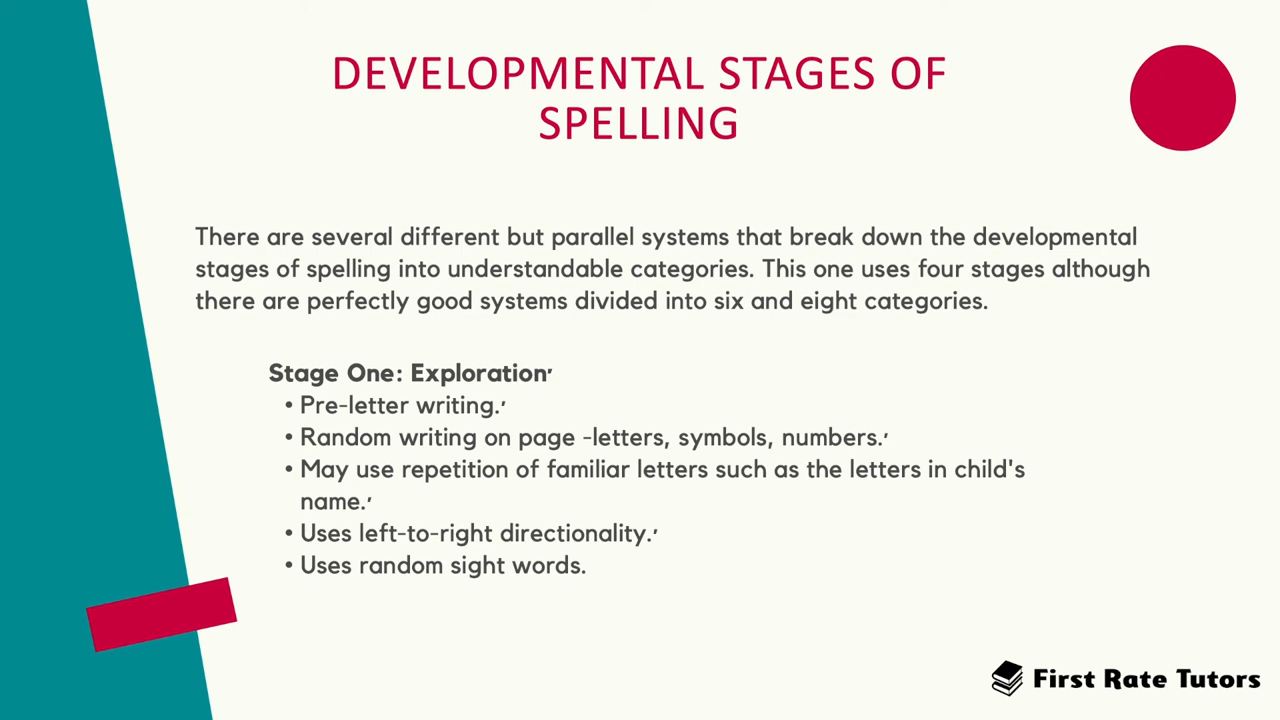 DEVELOPMENTAL STAGES OF
SPELLING
There are several different but parallel systems that break down the developmental
stages of spelling into understandable categories. This one uses four stages although
there are perfectly good systems divided into six and eight categories.
Stage One: Exploration′
• Pre-letter writing.′
• Random writing on page -letters, symbols, numbers.′
• May use repetition of familiar letters such as the letters in child's
name.′
• Uses left-to-right directionality.′
• Uses random sight words.
First Rate Tutors